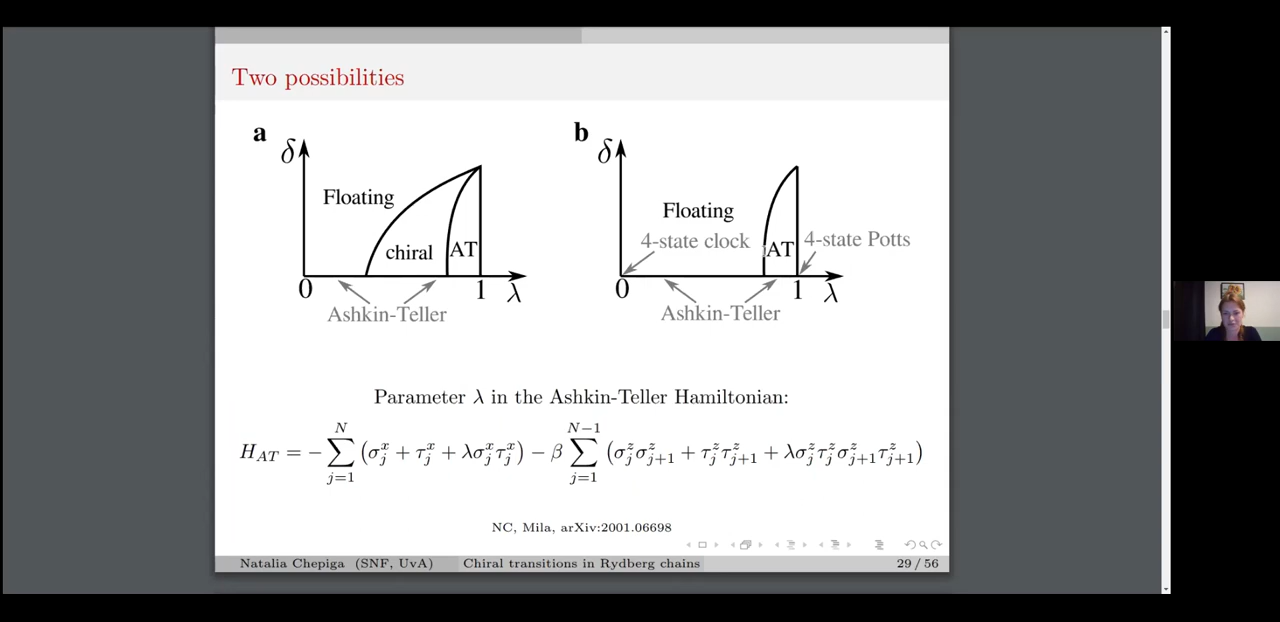 Two possibilities
a
δ
Floating
chiral
AT
0
1
λ
Ashkin-Teller
b
δ
Floating
4-state clock
AT
4-state Potts
0
1
λ
Ashkin-Teller
Parameter λ in the Ashkin-Teller Hamiltonian:
H_{AT} = -\sum_{j=1}^{N} (σ_j^x + τ_j^x + λσ_j^x τ_j^x) - β \sum_{j=1}^{N-1} (σ_j^z σ_{j+1}^z + τ_j^z τ_{j+1}^z + λσ_j^z τ_j^z σ_{j+1}^z τ_{j+1}^z)
NC, Mila, arXiv:2001.06698
Natalia Chepiga (SNF, UvA) Chiral transitions in Rydberg chains 29 / 56